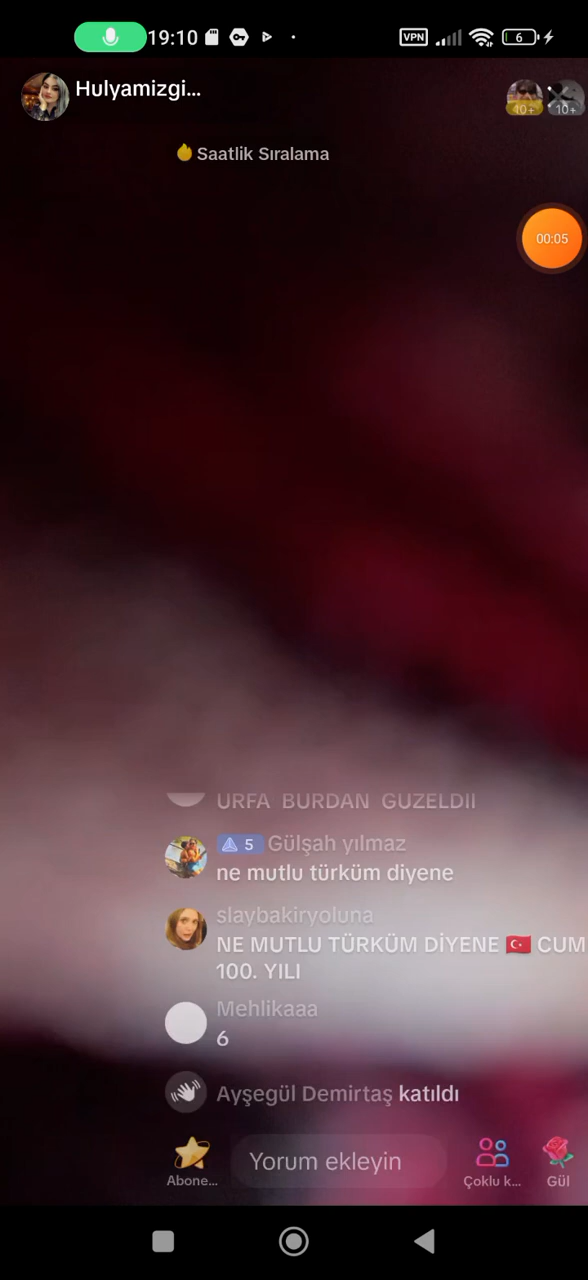 19:10
VPN
6
Hulyamizgi...
10+
10+
Saatlik Sıralama
00:05
URFA BURDAN GUZELDII
5 Gülşah yılmaz
ne mutlu türküm diyene
slaybakiryoluna
NE MUTLU TÜRKÜM DİYENE 🇹🇷 CUM
100. YILI
Mehlikaaa
6
Ayşegül Demirtaş katıldı
Yorum ekleyin
Abone...
Çoklu k...
Gül